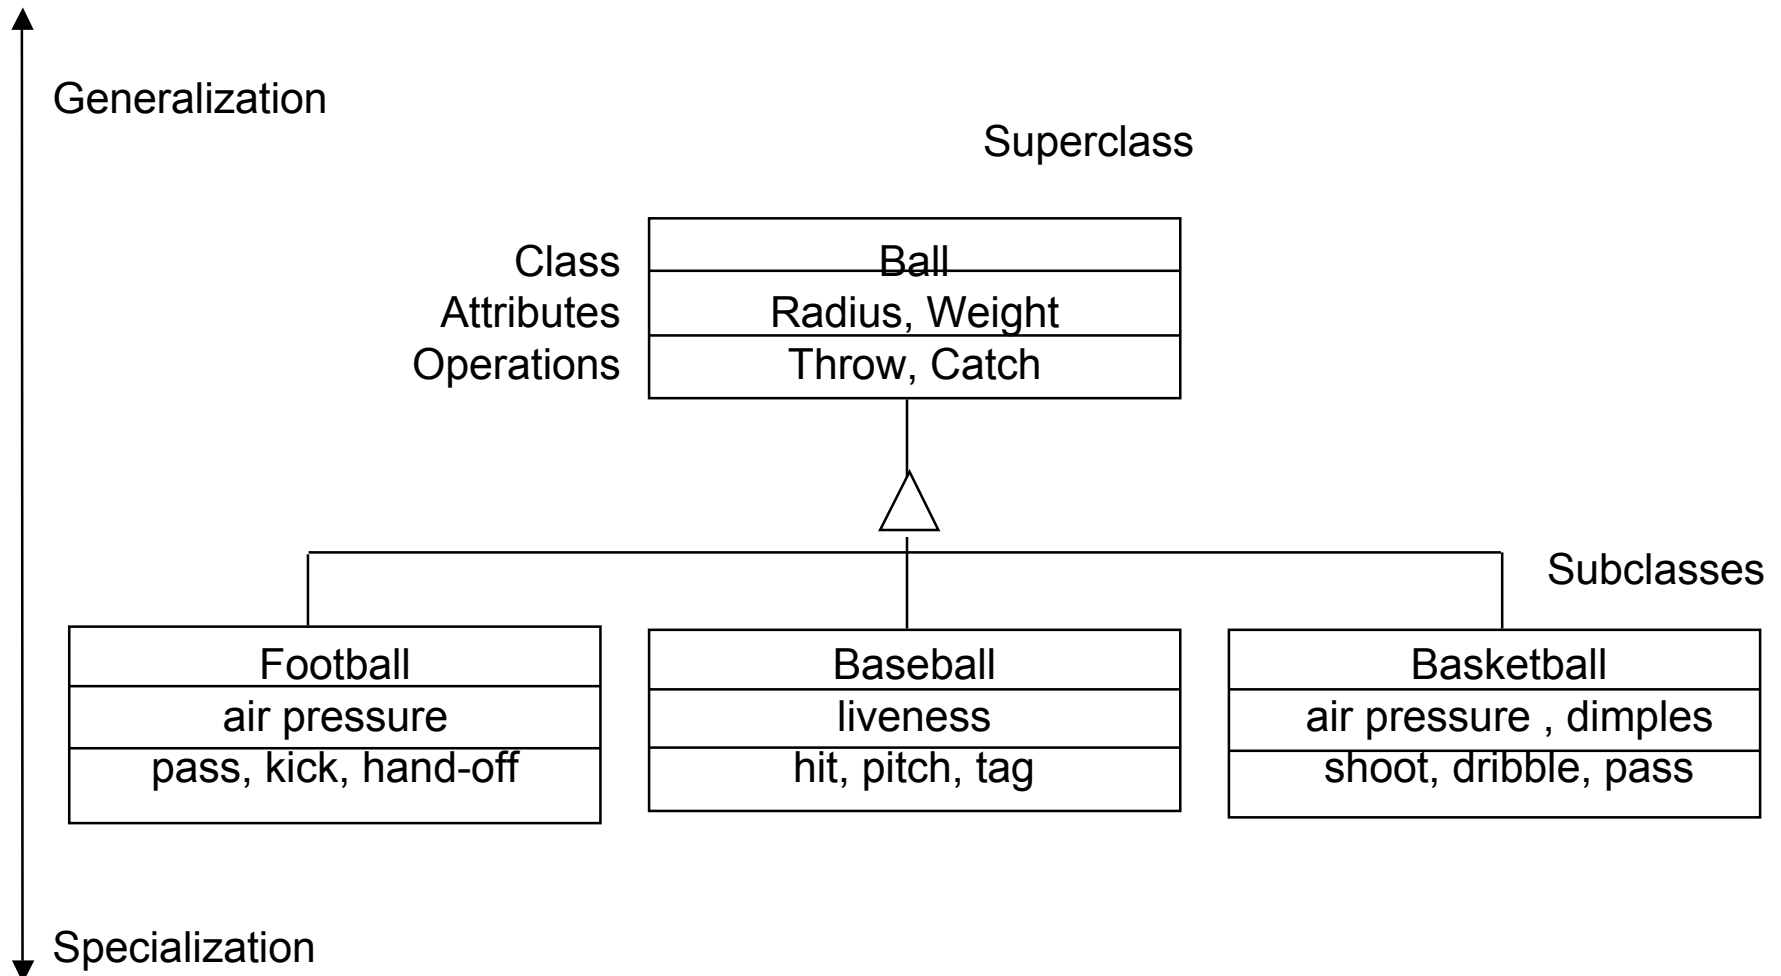 Generalization
Superclass
Class
Ball
Attributes
Radius, Weight
Operations
Throw, Catch
Subclasses
Football
air pressure
pass, kick, hand-off
Baseball
liveness
hit, pitch, tag
Basketball
air pressure , dimples
shoot, dribble, pass
Specialization